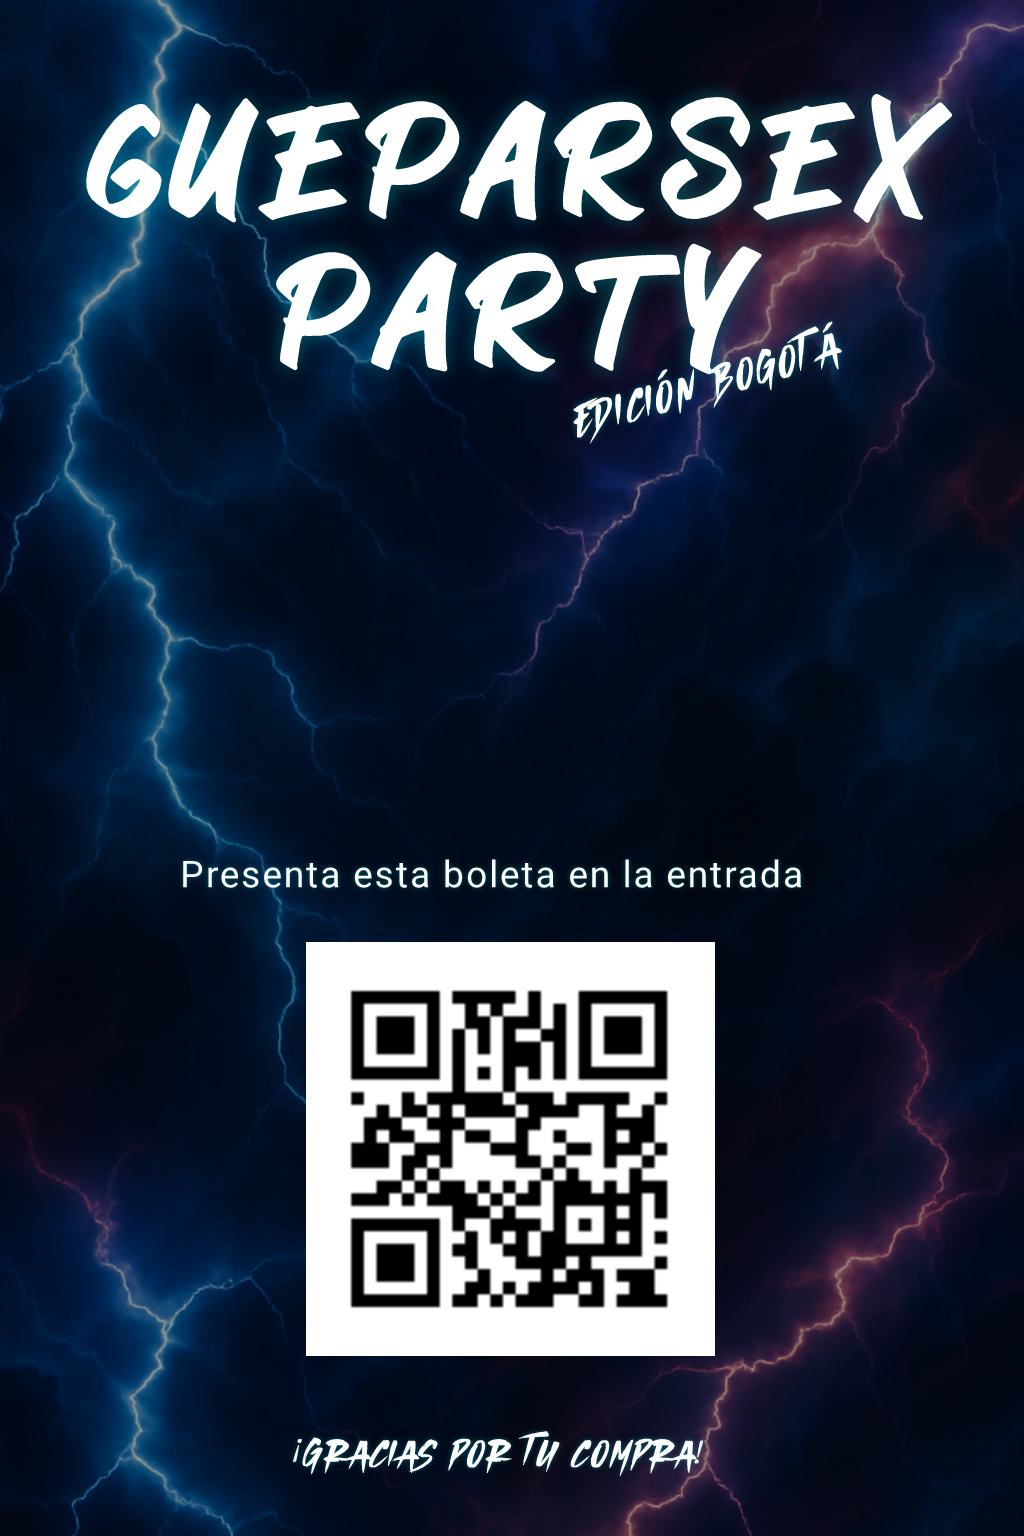 GUEPARSEX
PARTY
EDICIÓN BOGOTÁ
Presenta esta boleta en la entrada
¡GRACIAS POR TU COMPRA!